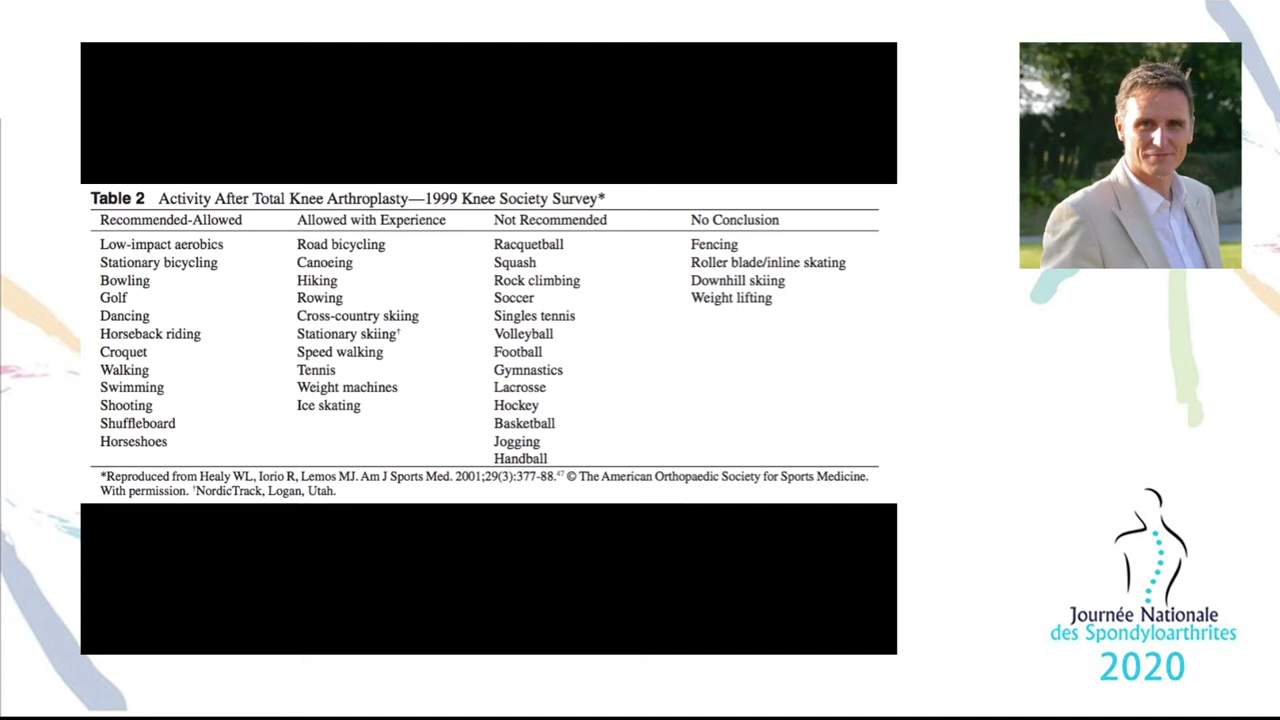 Table 2 Activity After Total Knee Arthroplasty—1999 Knee Society Survey*
Recommended-Allowed Allowed with Experience Not Recommended No Conclusion
Low-impact aerobics Road bicycling Racquetball Fencing
Stationary bicycling Canoeing Squash Roller blade/inline skating
Bowling Hiking Rock climbing Downhill skiing
Golf Rowing Soccer Weight lifting
Dancing Cross-country skiing Singles tennis
Horseback riding Stationary skiing† Volleyball
Croquet Speed walking Football
Walking Tennis Gymnastics
Swimming Weight machines Lacrosse
Shooting Ice skating Hockey
Shuffleboard Basketball
Horseshoes Jogging
Handball
*Reproduced from Healy WL, Iorio R, Lemos MJ. Am J Sports Med. 2001;29(3):377-88.47 © The American Orthopaedic Society for Sports Medicine.
With permission. †NordicTrack, Logan, Utah.
Journée Nationale
des Spondyloarthrites
2020